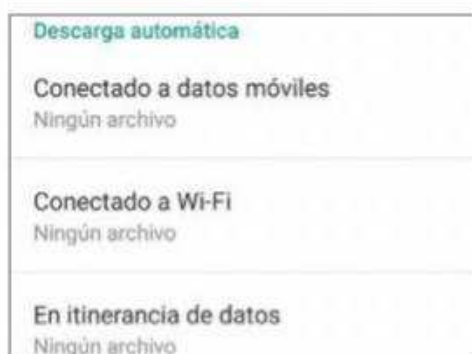 Descarga automática
Conectado a datos móviles
Ningún archivo
Conectado a Wi-Fi
Ningún archivo
En itinerancia de datos
Ningún archivo